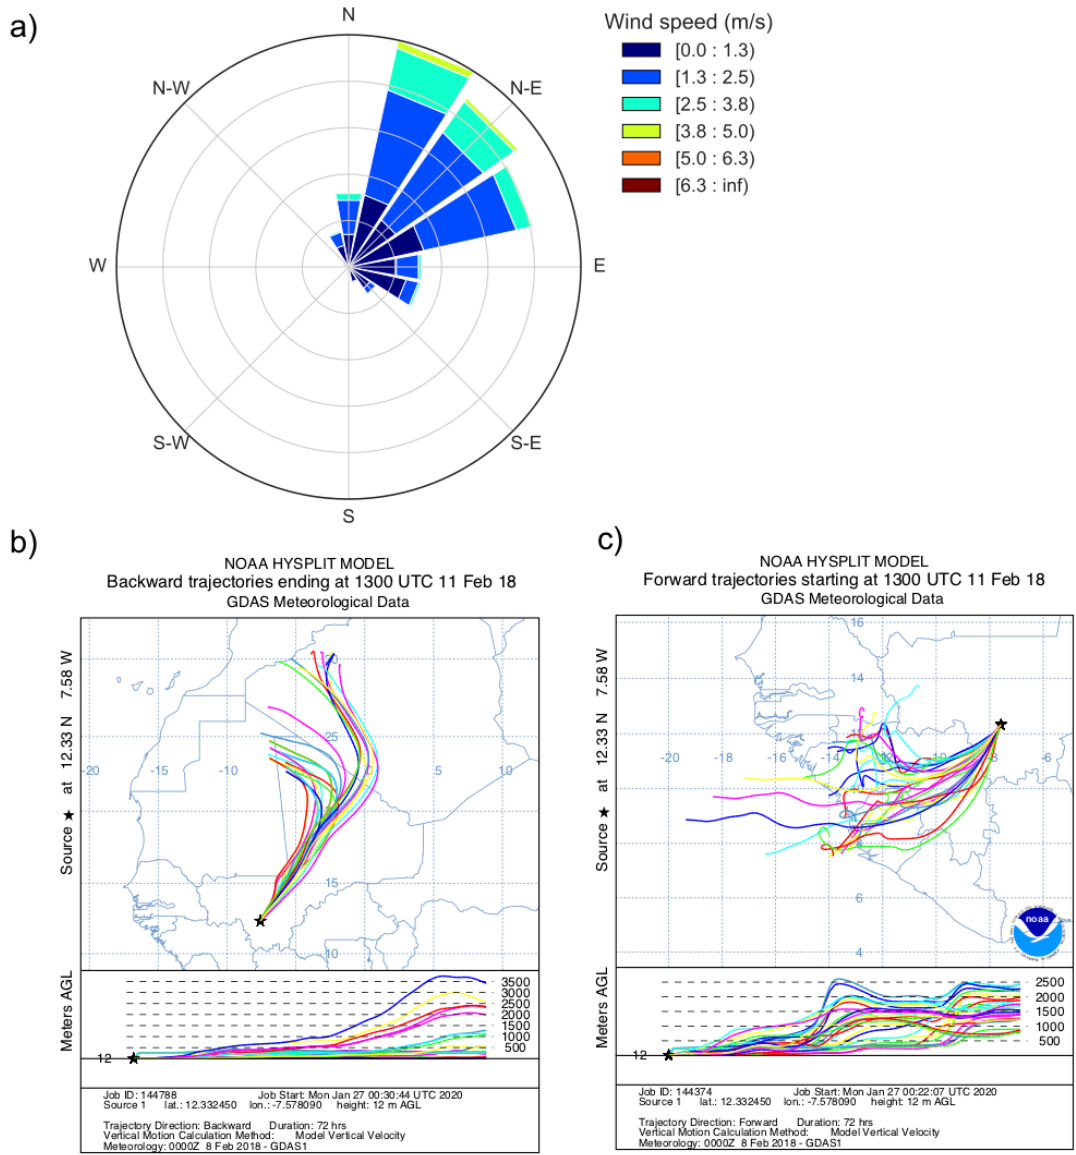 a)
N
N-W
N-E
W
E
S-W
S-E
S
Wind speed (m/s)
[0.0 : 1.3)
[1.3 : 2.5)
[2.5 : 3.8)
[3.8 : 5.0)
[5.0 : 6.3)
[6.3 : inf)
b)
NOAA HYSPLIT MODEL
Backward trajectories ending at 1300 UTC 11 Feb 18
GDAS Meteorological Data
Source ★ at 12.33 N 7.58 W
25
-20 -15 -10 0 5 10
15
10
Meters AGL
3500
3000
2500
2000
1500
1000
500
12
Job ID: 144788 Job Start: Mon Jan 27 00:30:44 UTC 2020
Source 1 lat.: 12.332450 lon.: -7.578090 height: 12 m AGL
Trajectory Direction: Backward Duration: 72 hrs
Vertical Motion Calculation Method: Model Vertical Velocity
Meteorology: 0000Z 8 Feb 2018 - GDAS1
c)
NOAA HYSPLIT MODEL
Forward trajectories starting at 1300 UTC 11 Feb 18
GDAS Meteorological Data
Source ★ at 12.33 N 7.58 W
16
14
-20 -18 -16 -14 -8 -6
6
4
noaa
Meters AGL
2500
2000
1500
1000
500
12
Job ID: 144374 Job Start: Mon Jan 27 00:22:07 UTC 2020
Source 1 lat.: 12.332450 lon.: -7.578090 height: 12 m AGL
Trajectory Direction: Forward Duration: 72 hrs
Vertical Motion Calculation Method: Model Vertical Velocity
Meteorology: 0000Z 8 Feb 2018 - GDAS1